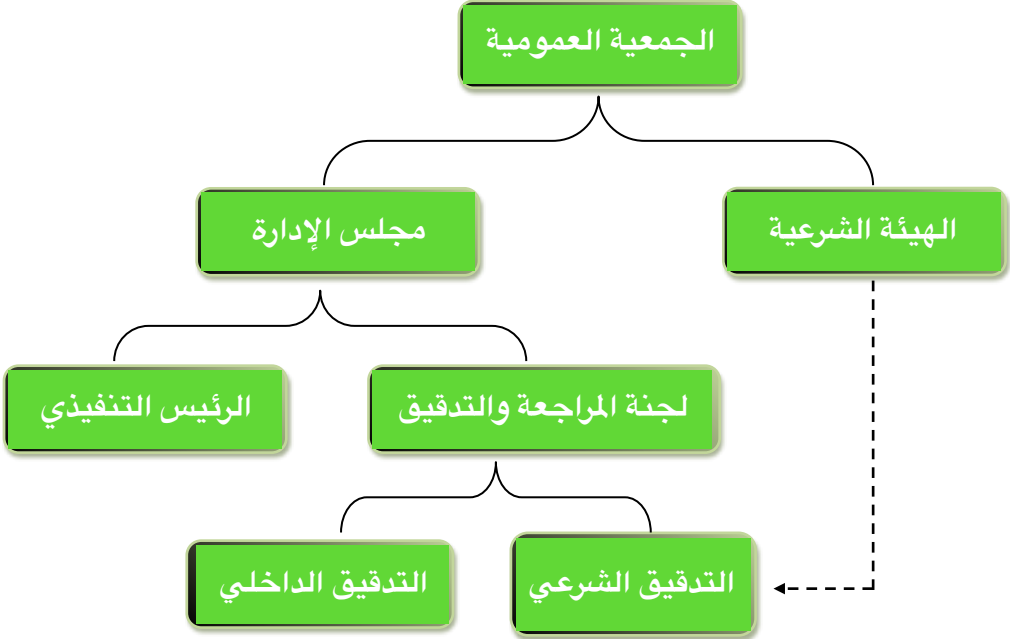 الجمعية العمومية
الهيئة الشرعية
مجلس الإدارة
لجنة المراجعة والتدقيق
الرئيس التنفيذي
التدقيق الشرعي
التدقيق الداخلي